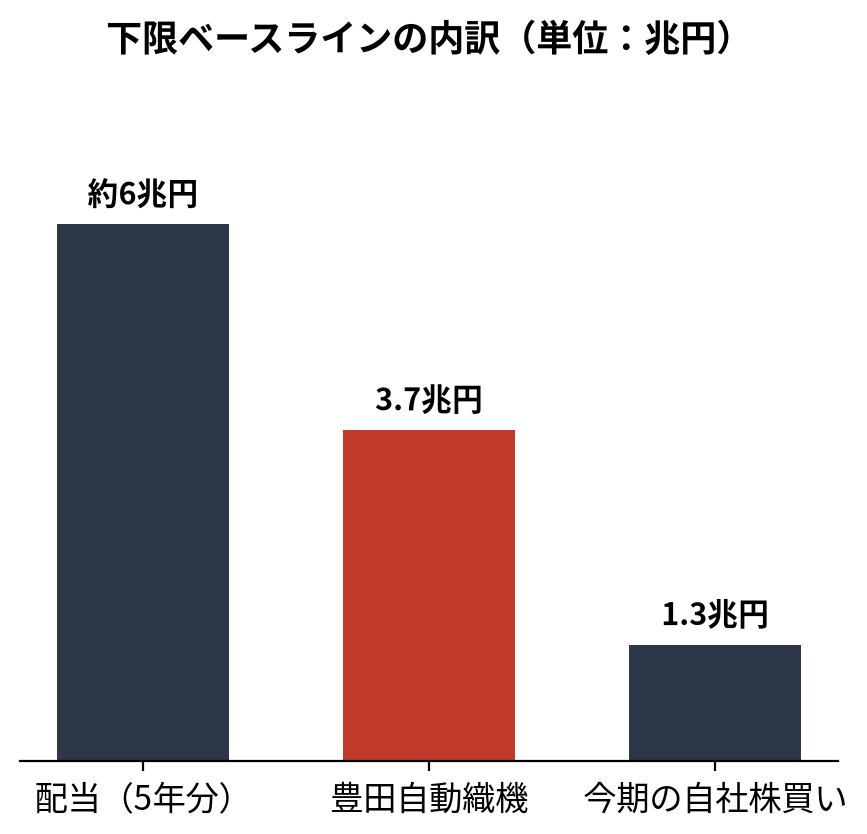 下限ベースラインの内訳（単位：兆円）
約6兆円
3.7兆円
1.3兆円
配当（5年分）
豊田自動織機
今期の自社株買い